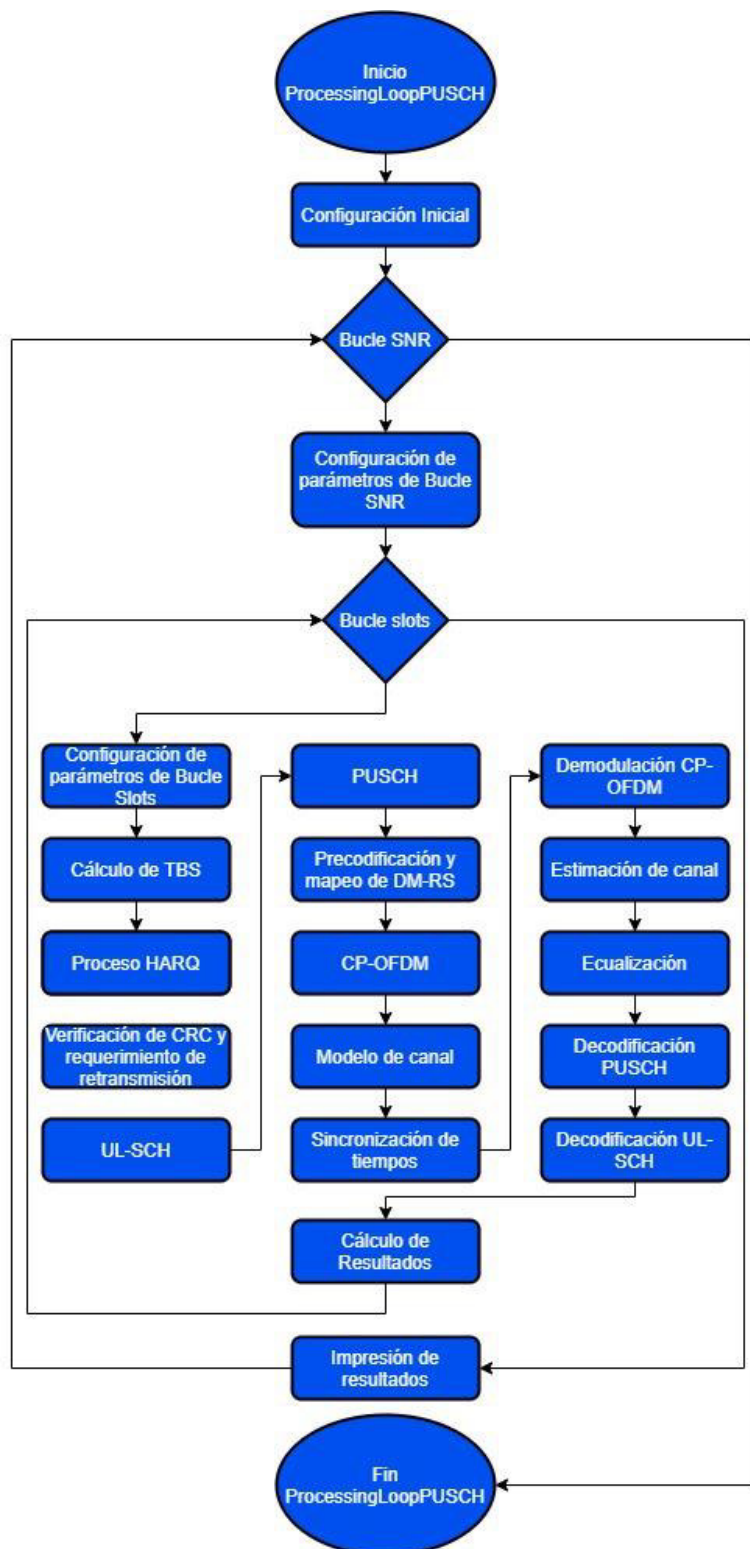 Inicio
ProcessingLoopPUSCH
Configuración Inicial
Bucle SNR
Configuración de
parámetros de Bucle
SNR
Bucle slots
Configuración de
parámetros de Bucle
Slots
Cálculo de TBS
Proceso HARQ
Verificación de CRC y
requerimiento de
retransmisión
UL-SCH
PUSCH
Precodificación y
mapeo de DM-RS
CP-OFDM
Modelo de canal
Sincronización de
tiempos
Demodulación CP-
OFDM
Estimación de canal
Ecualización
Decodificación
PUSCH
Decodificación UL-
SCH
Cálculo de
Resultados
Impresión de
resultados
Fin
ProcessingLoopPUSCH